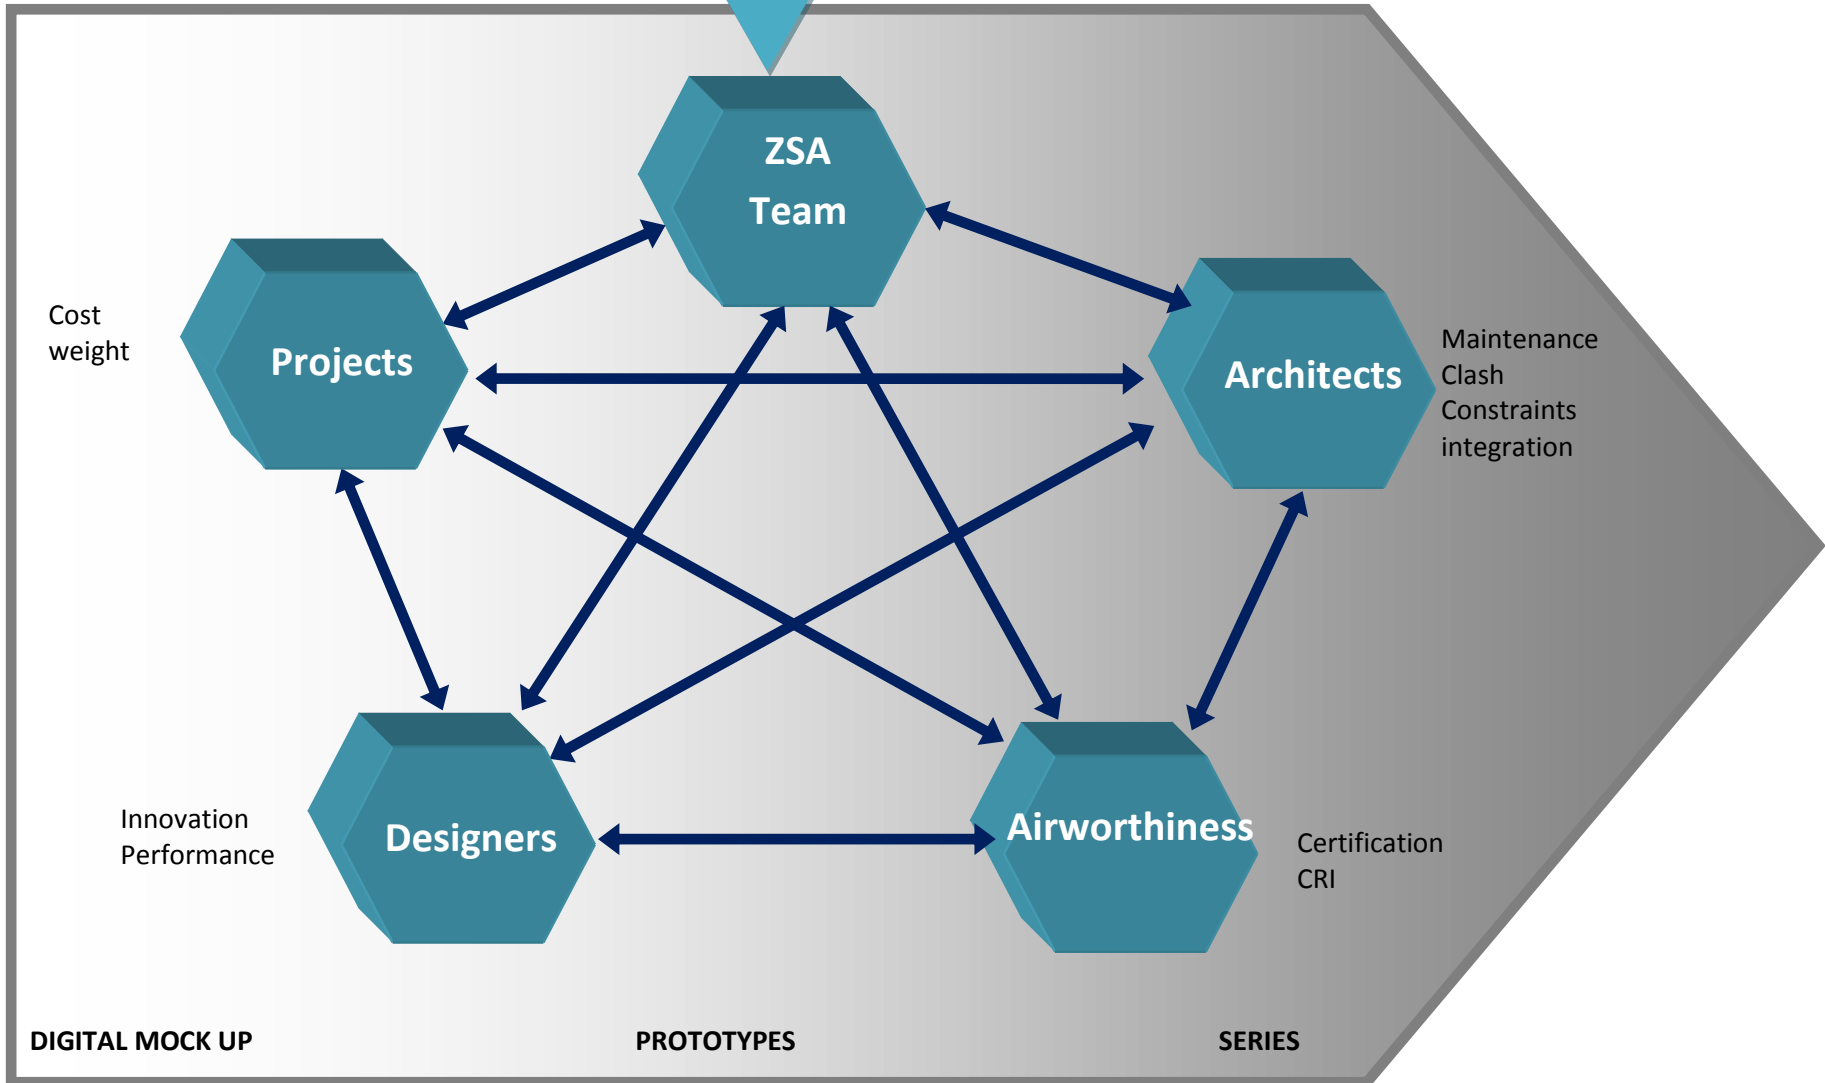 ZSA
Team
Cost
weight
Projects
Architects
Maintenance
Clash
Constraints
integration
Innovation
Performance
Designers
Airworthiness
Certification
CRI
DIGITAL MOCK UP
PROTOTYPES
SERIES